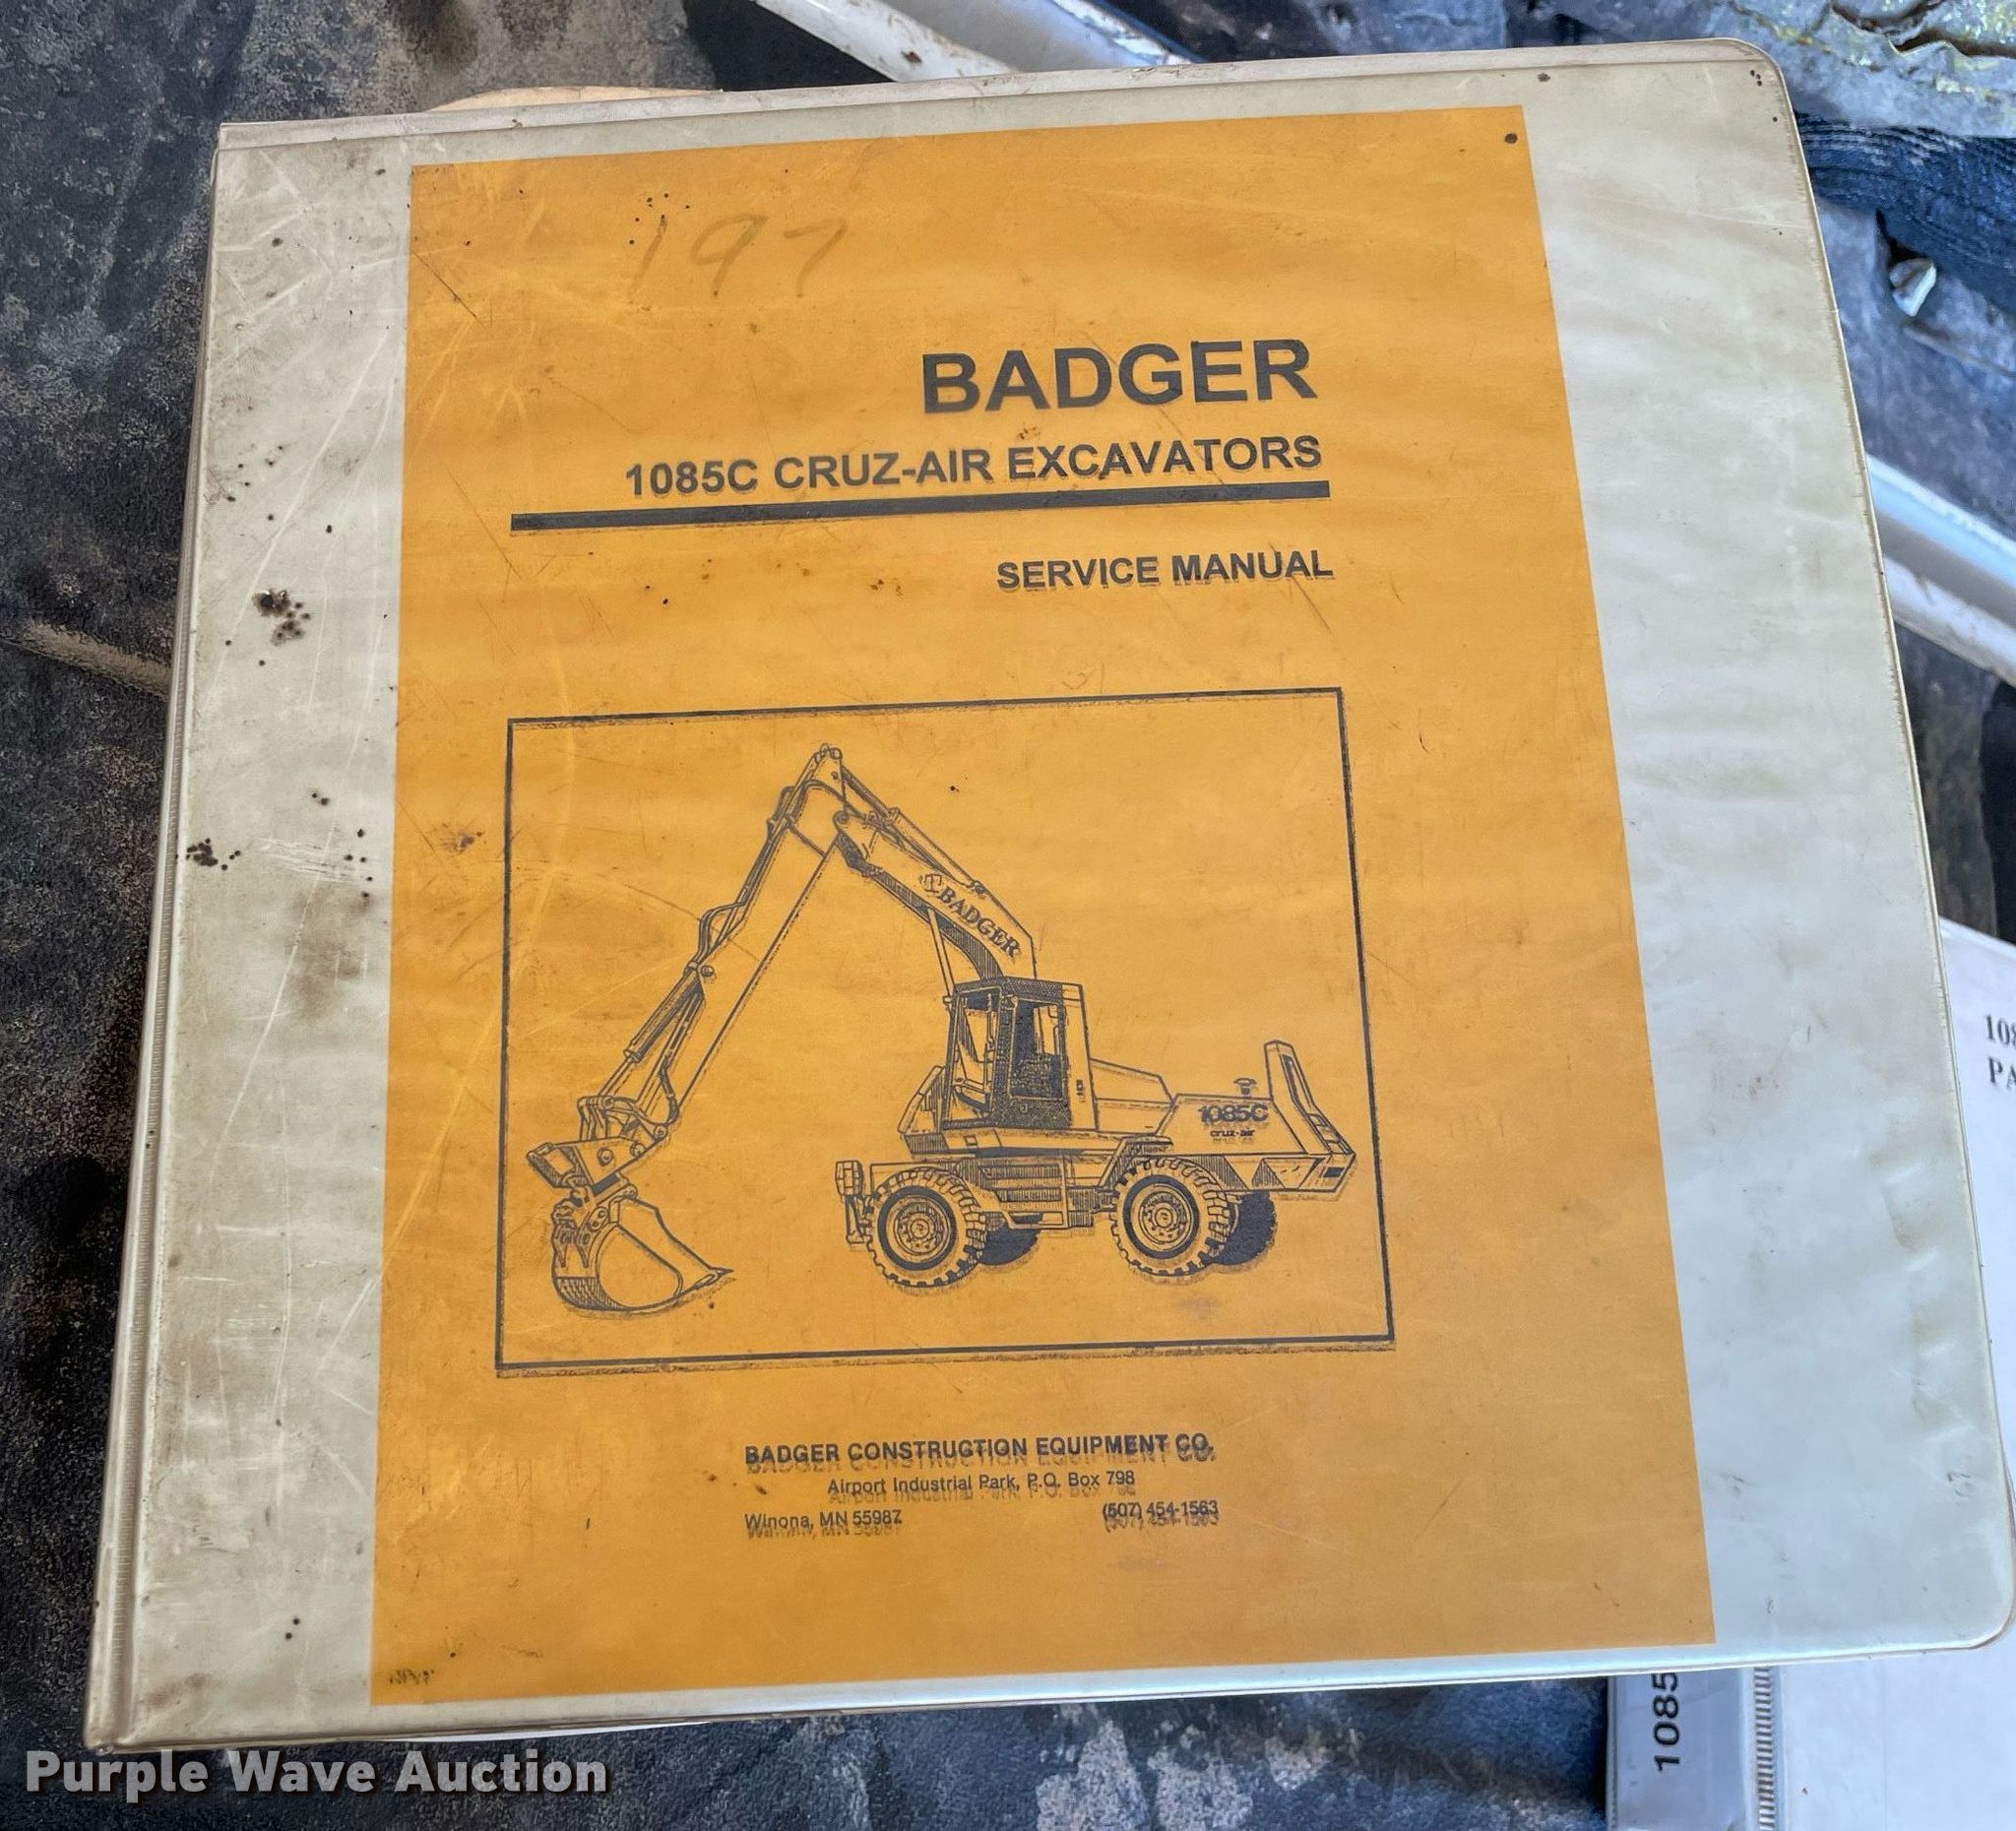 197
BADGER
1085C CRUZ-AIR EXCAVATORS
SERVICE MANUAL
BADGER
1085C
cruz-air
BADGER CONSTRUCTION EQUIPMENT CO.
Airport Industrial Park, P.O. Box 798
Winona, MN 55987 (507) 454-1563
1085
Purple Wave Auction